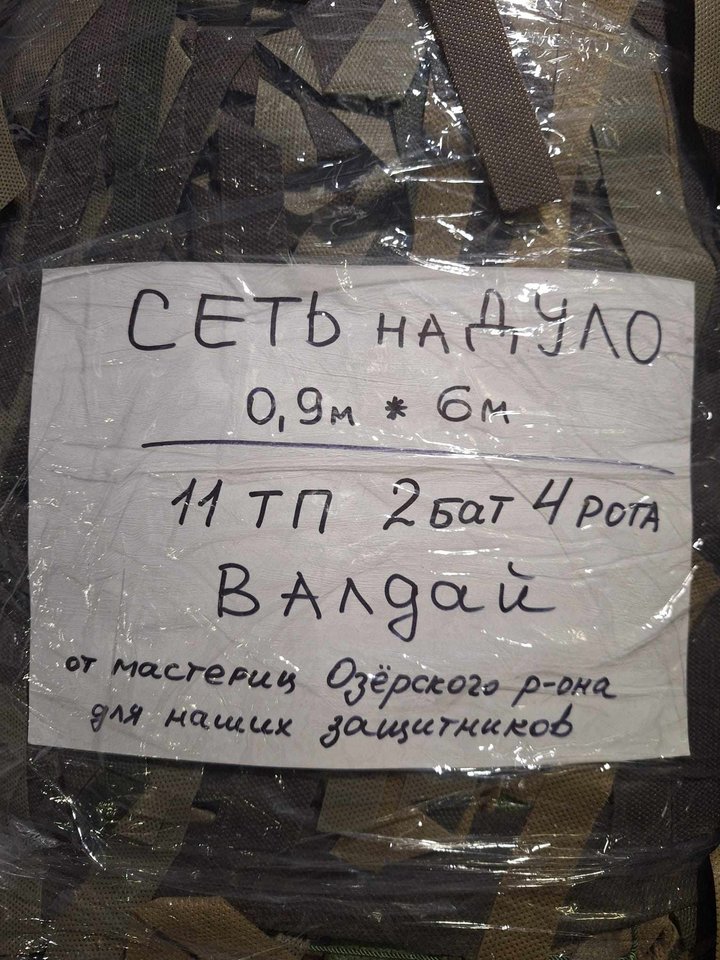 СЕТЬ НА ДУЛО
0,9м * 6м
11 ТП 2 бат 4 РОТА
ВАЛдАй
от мастериц Озёрского р-она
для наших защитников